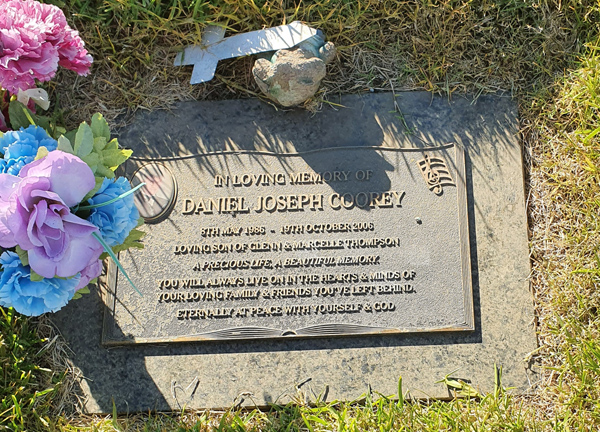 IN LOVING MEMORY OF
DANIEL JOSEPH COOREY
8TH MAY 1986 - 19TH OCTOBER 2006
LOVING SON OF GLENN & MARCELLE THOMPSON
A PRECIOUS LIFE, A BEAUTIFUL MEMORY.
YOU WILL ALWAYS LIVE ON IN THE HEARTS & MINDS OF
YOUR LOVING FAMILY & FRIENDS YOU'VE LEFT BEHIND.
ETERNALLY AT PEACE WITH YOURSELF & GOD